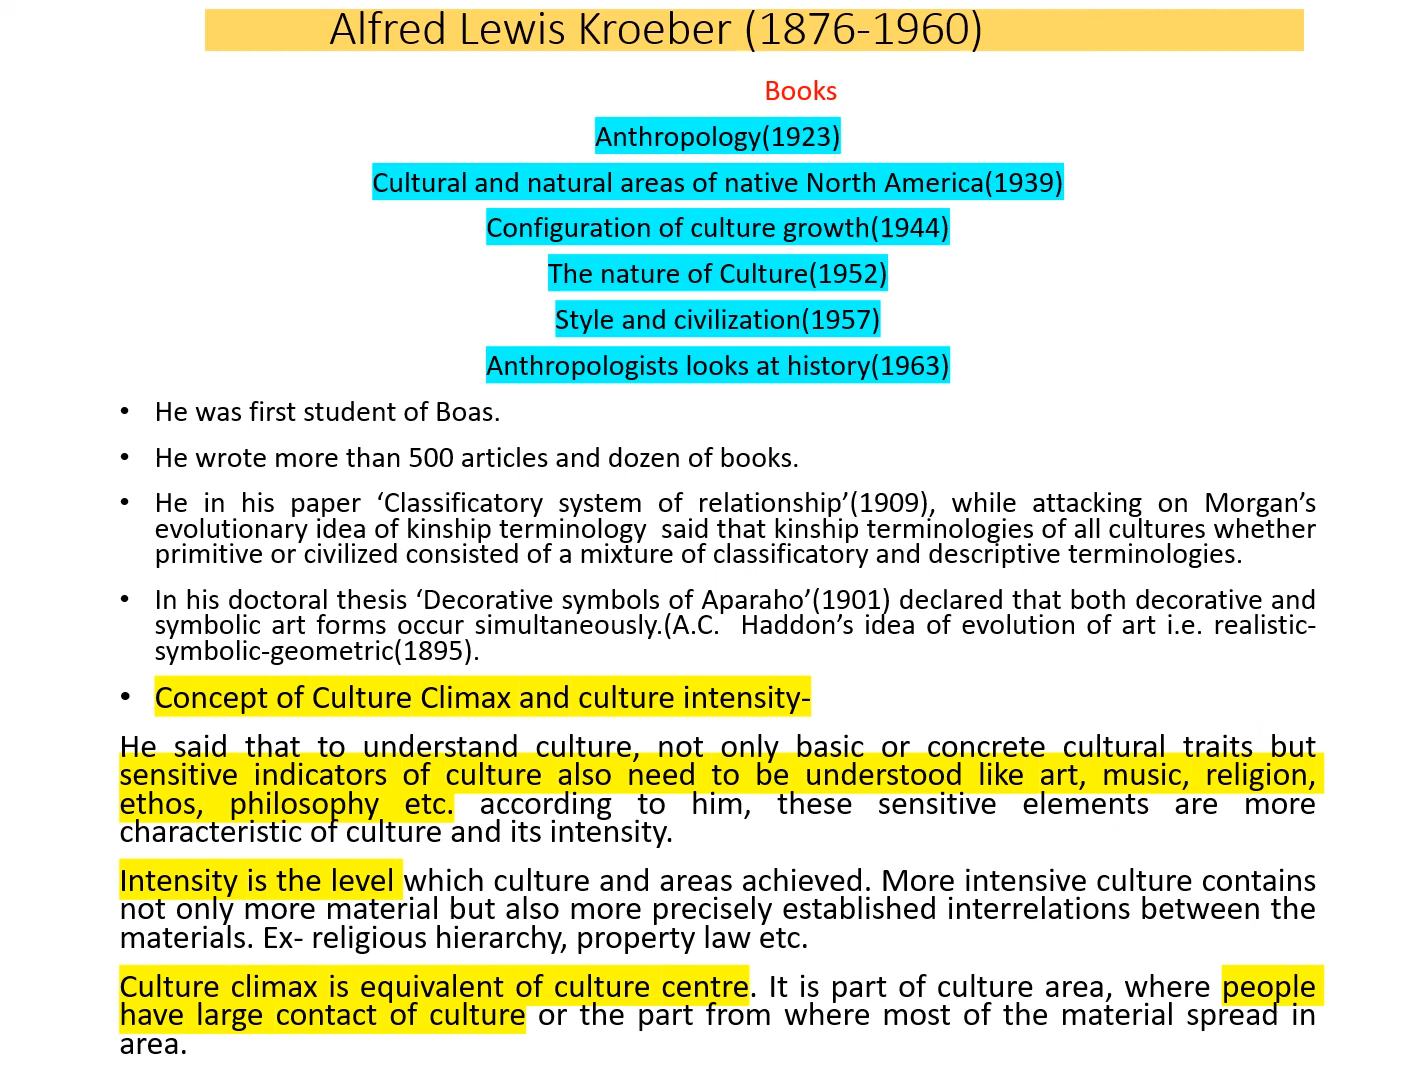 Alfred Lewis Kroeber (1876-1960)
Books
Anthropology(1923)
Cultural and natural areas of native North America(1939)
Configuration of culture growth(1944)
The nature of Culture(1952)
Style and civilization(1957)
Anthropologists looks at history(1963)
• He was first student of Boas.
• He wrote more than 500 articles and dozen of books.
• He in his paper ‘Classificatory system of relationship’(1909), while attacking on Morgan’s
evolutionary idea of kinship terminology said that kinship terminologies of all cultures whether
primitive or civilized consisted of a mixture of classificatory and descriptive terminologies.
• In his doctoral thesis ‘Decorative symbols of Aparaho’(1901) declared that both decorative and
symbolic art forms occur simultaneously.(A.C. Haddon’s idea of evolution of art i.e. realistic-
symbolic-geometric(1895).
• Concept of Culture Climax and culture intensity-
He said that to understand culture, not only basic or concrete cultural traits but
sensitive indicators of culture also need to be understood like art, music, religion,
ethos, philosophy etc. according to him, these sensitive elements are more
characteristic of culture and its intensity.
Intensity is the level which culture and areas achieved. More intensive culture contains
not only more material but also more precisely established interrelations between the
materials. Ex- religious hierarchy, property law etc.
Culture climax is equivalent of culture centre. It is part of culture area, where people
have large contact of culture or the part from where most of the material spread in
area.